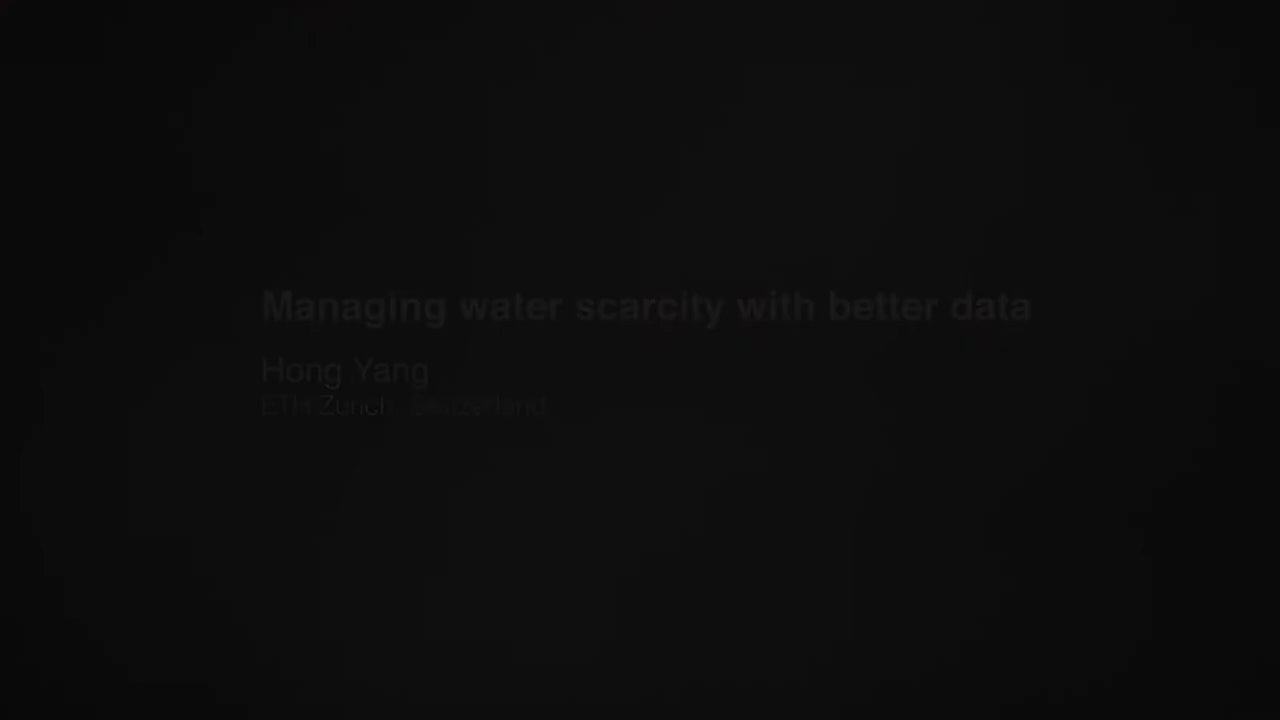 Managing water scarcity with better data
Hong Yang
ETH Zurich, Switzerland